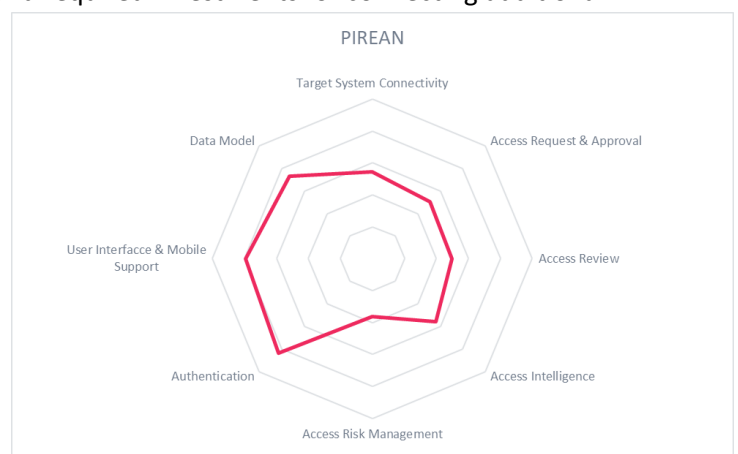 PIREAN
Target System Connectivity
Data Model
Access Request & Approval
User Interfacce & Mobile
Support
Access Review
Authentication
Access Intelligence
Access Risk Management